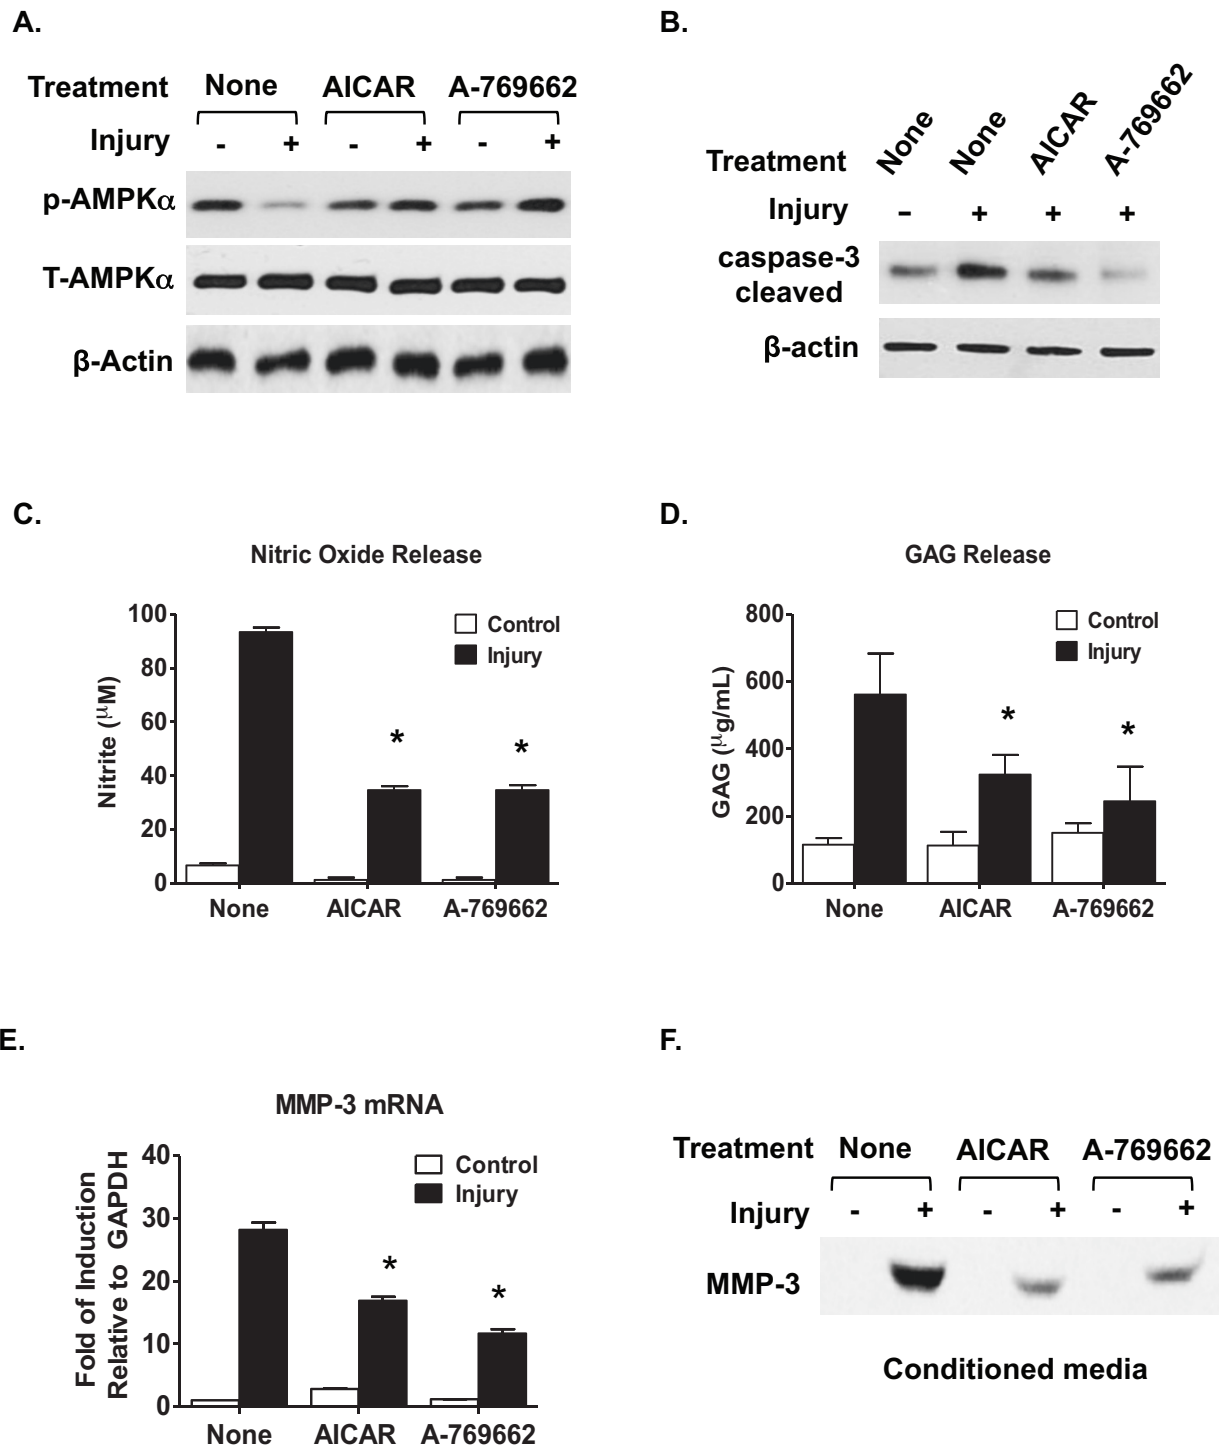 A.
Treatment None AICAR A-769662
Injury - + - + - +
p-AMPKα
T-AMPKα
β-Actin
B.
Treatment None None AICAR A-769662
Injury - + + +
caspase-3
cleaved
β-actin
C.
Nitric Oxide Release
Nitrite (µM)
100
80
60
40
20
0
Control
Injury
*
*
None AICAR A-769662
D.
GAG Release
GAG (µg/mL)
800
600
400
200
0
Control
Injury
*
*
None AICAR A-769662
E.
MMP-3 mRNA
Fold of Induction
Relative to GAPDH
40
30
20
10
0
Control
Injury
*
*
None AICAR A-769662
F.
Treatment None AICAR A-769662
Injury - + - + - +
MMP-3
Conditioned media